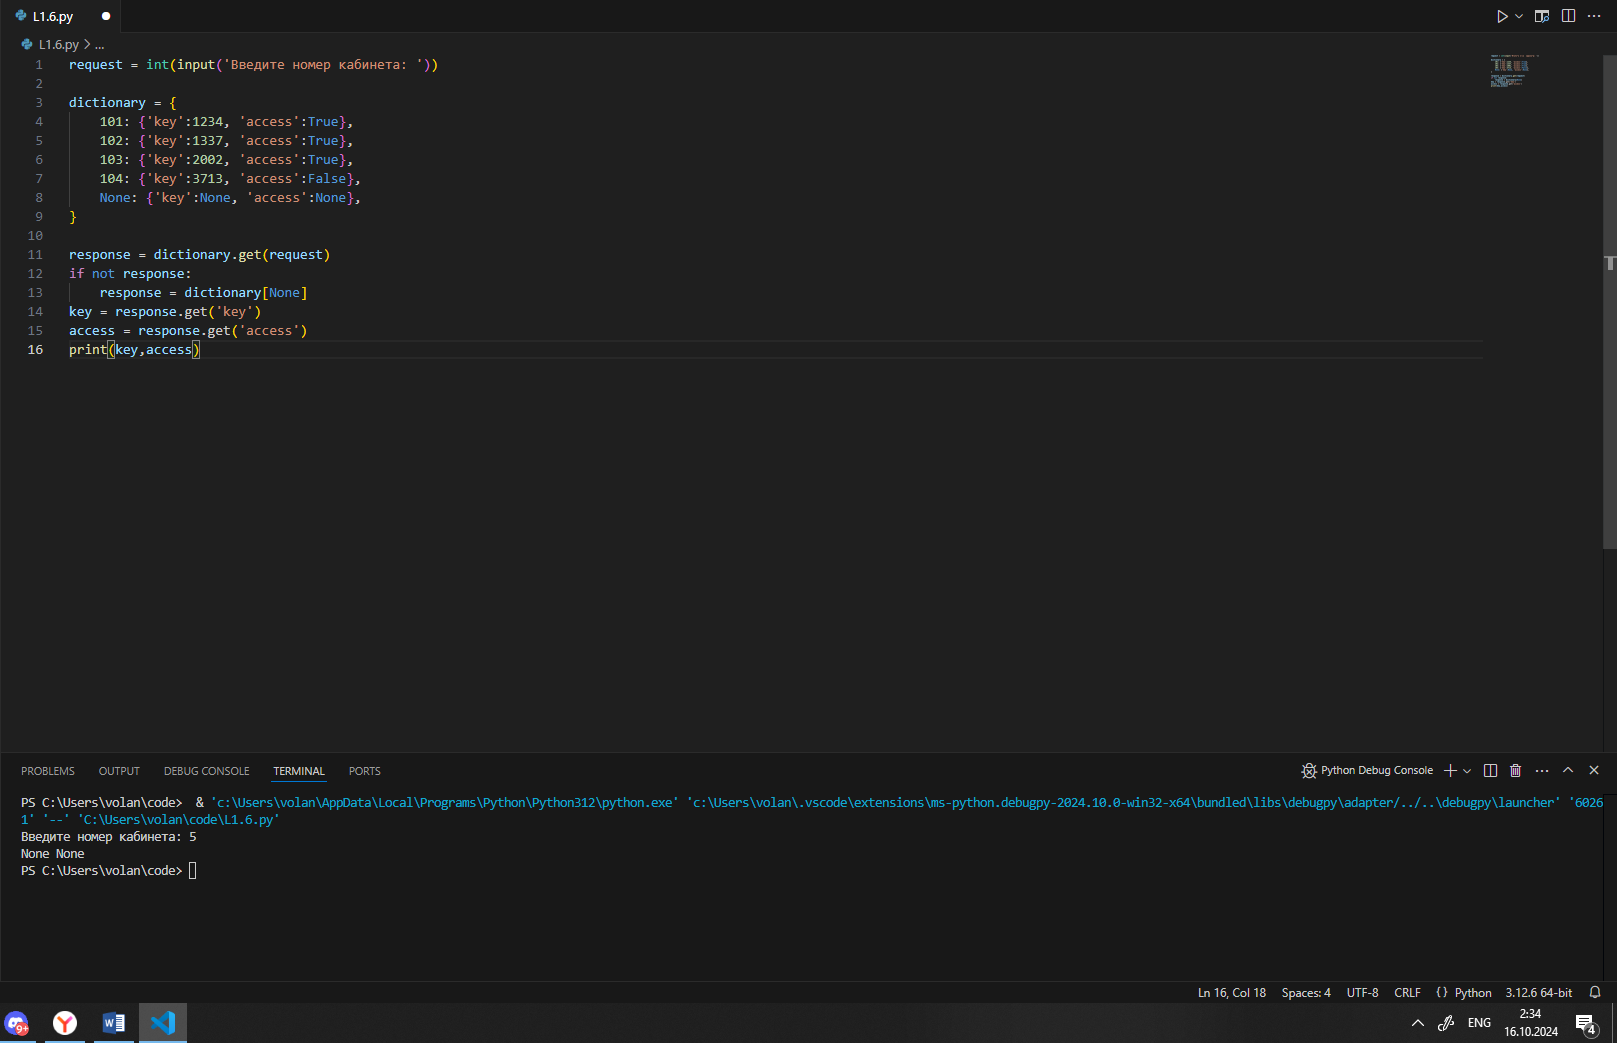 L1.6.py
L1.6.py > ...
1 request = int(input('Введите номер кабинета: '))
2
3 dictionary = {
4     101: {'key':1234, 'access':True},
5     102: {'key':1337, 'access':True},
6     103: {'key':2002, 'access':True},
7     104: {'key':3713, 'access':False},
8     None: {'key':None, 'access':None},
9 }
10
11 response = dictionary.get(request)
12 if not response:
13     response = dictionary[None]
14 key = response.get('key')
15 access = response.get('access')
16 print(key,access)
PROBLEMS OUTPUT DEBUG CONSOLE TERMINAL PORTS Python Debug Console
PS C:\Users\volan\code>  & 'c:\Users\volan\AppData\Local\Programs\Python\Python312\python.exe' 'c:\Users\volan\.vscode\extensions\ms-python.debugpy-2024.10.0-win32-x64\bundled\libs\debugpy\adapter/../..\debugpy\launcher' '6026
1' '--' 'C:\Users\volan\code\L1.6.py'
Введите номер кабинета: 5
None None
PS C:\Users\volan\code>
Ln 16, Col 18 Spaces: 4 UTF-8 CRLF {} Python 3.12.6 64-bit
9+ ENG 2:34
16.10.2024 4